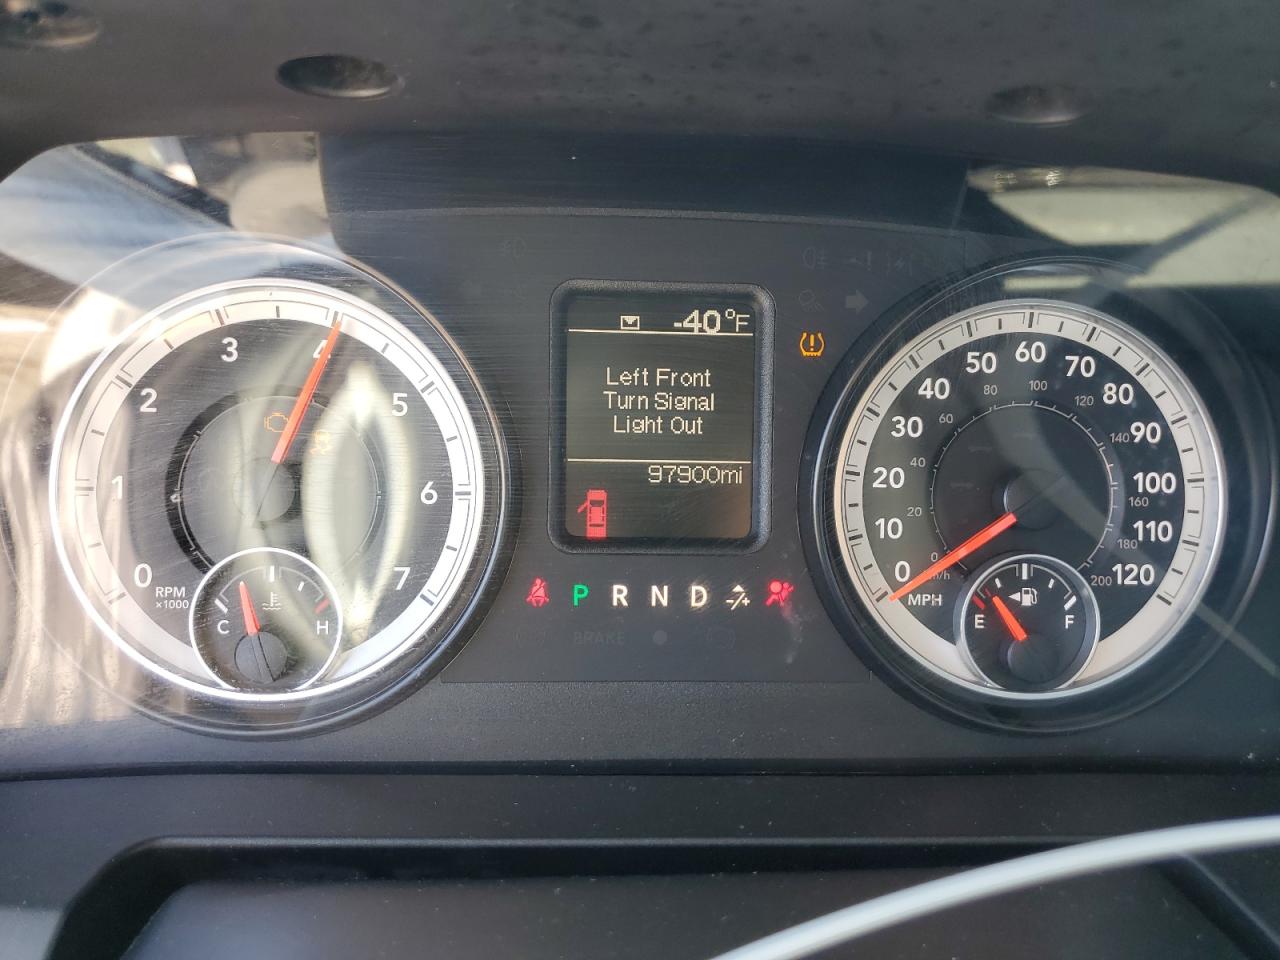 -40°F
Left Front
Turn Signal
Light Out
97900mi
0 1 2 3 4 5 6 7
RPM
×1000
C H
P R N D
BRAKE
0 10 20 30 40 50 60 70 80 90 100 110 120
0 20 40 60 80 100 120 140 160 180 200
km/h
MPH
E F